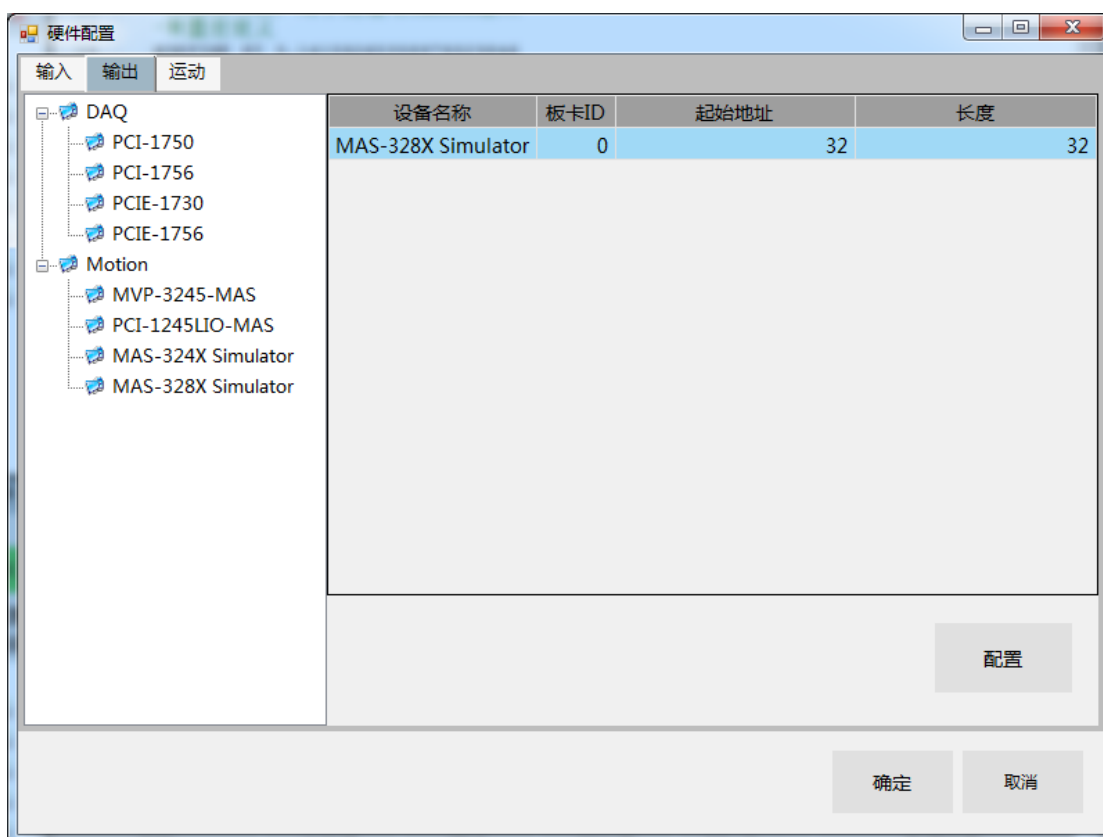 硬件配置
输入 输出 运动
DAQ
PCI-1750
PCI-1756
PCIE-1730
PCIE-1756
Motion
MVP-3245-MAS
PCI-1245LIO-MAS
MAS-324X Simulator
MAS-328X Simulator
设备名称 板卡ID 起始地址 长度
MAS-328X Simulator 0 32 32
配置
确定 取消